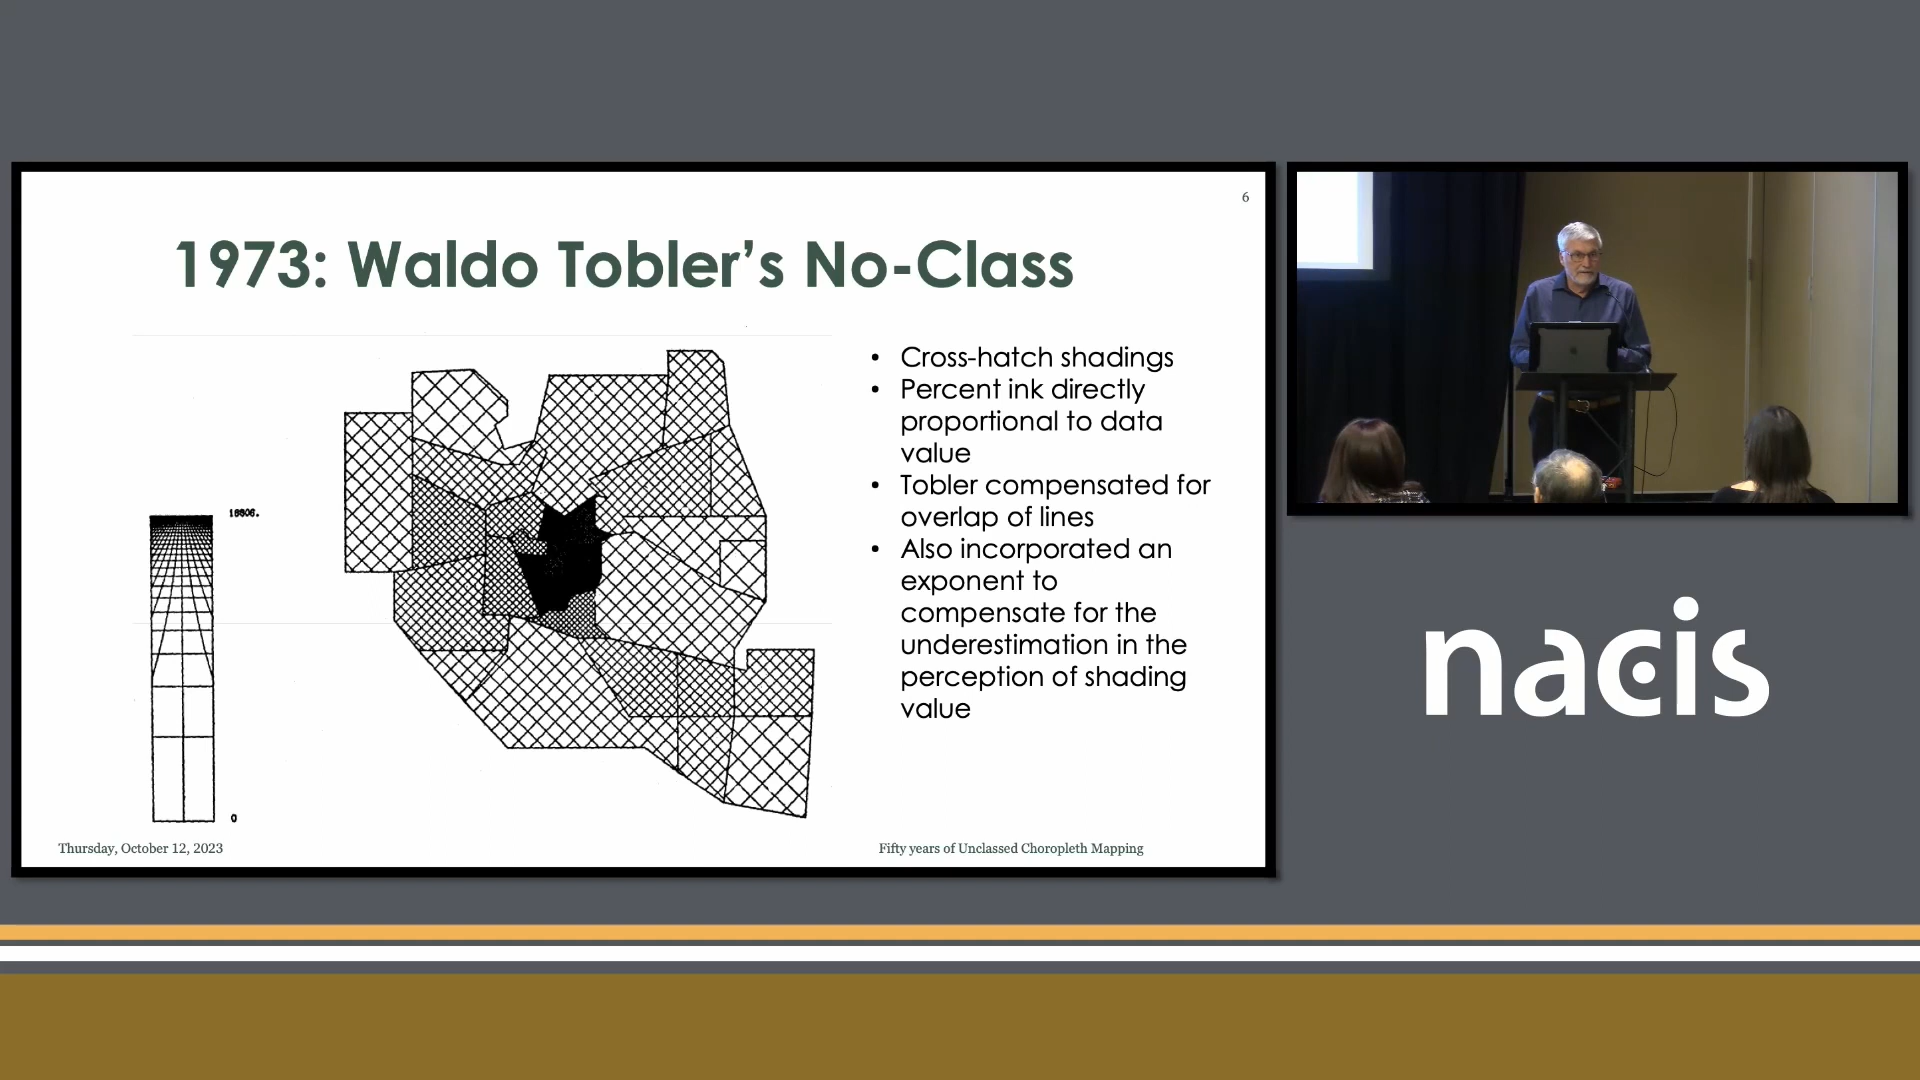 6
1973: Waldo Tobler’s No-Class
• Cross-hatch shadings
• Percent ink directly
proportional to data
value
• Tobler compensated for
overlap of lines
• Also incorporated an
exponent to
compensate for the
underestimation in the
perception of shading
value
0
Thursday, October 12, 2023
Fifty years of Unclassed Choropleth Mapping
nacis